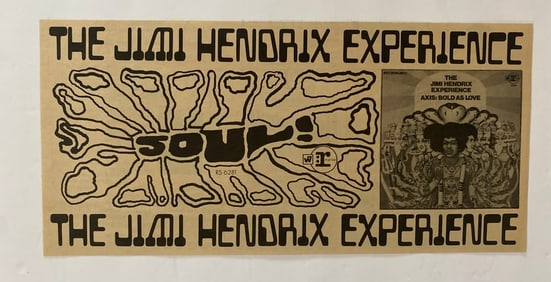 THE JIMI HENDRIX EXPERIENCE
SOUL!
RS 6281
W
r
THE
JIMI HENDRIX
EXPERIENCE
AXIS: BOLD AS LOVE
THE JIMI HENDRIX EXPERIENCE